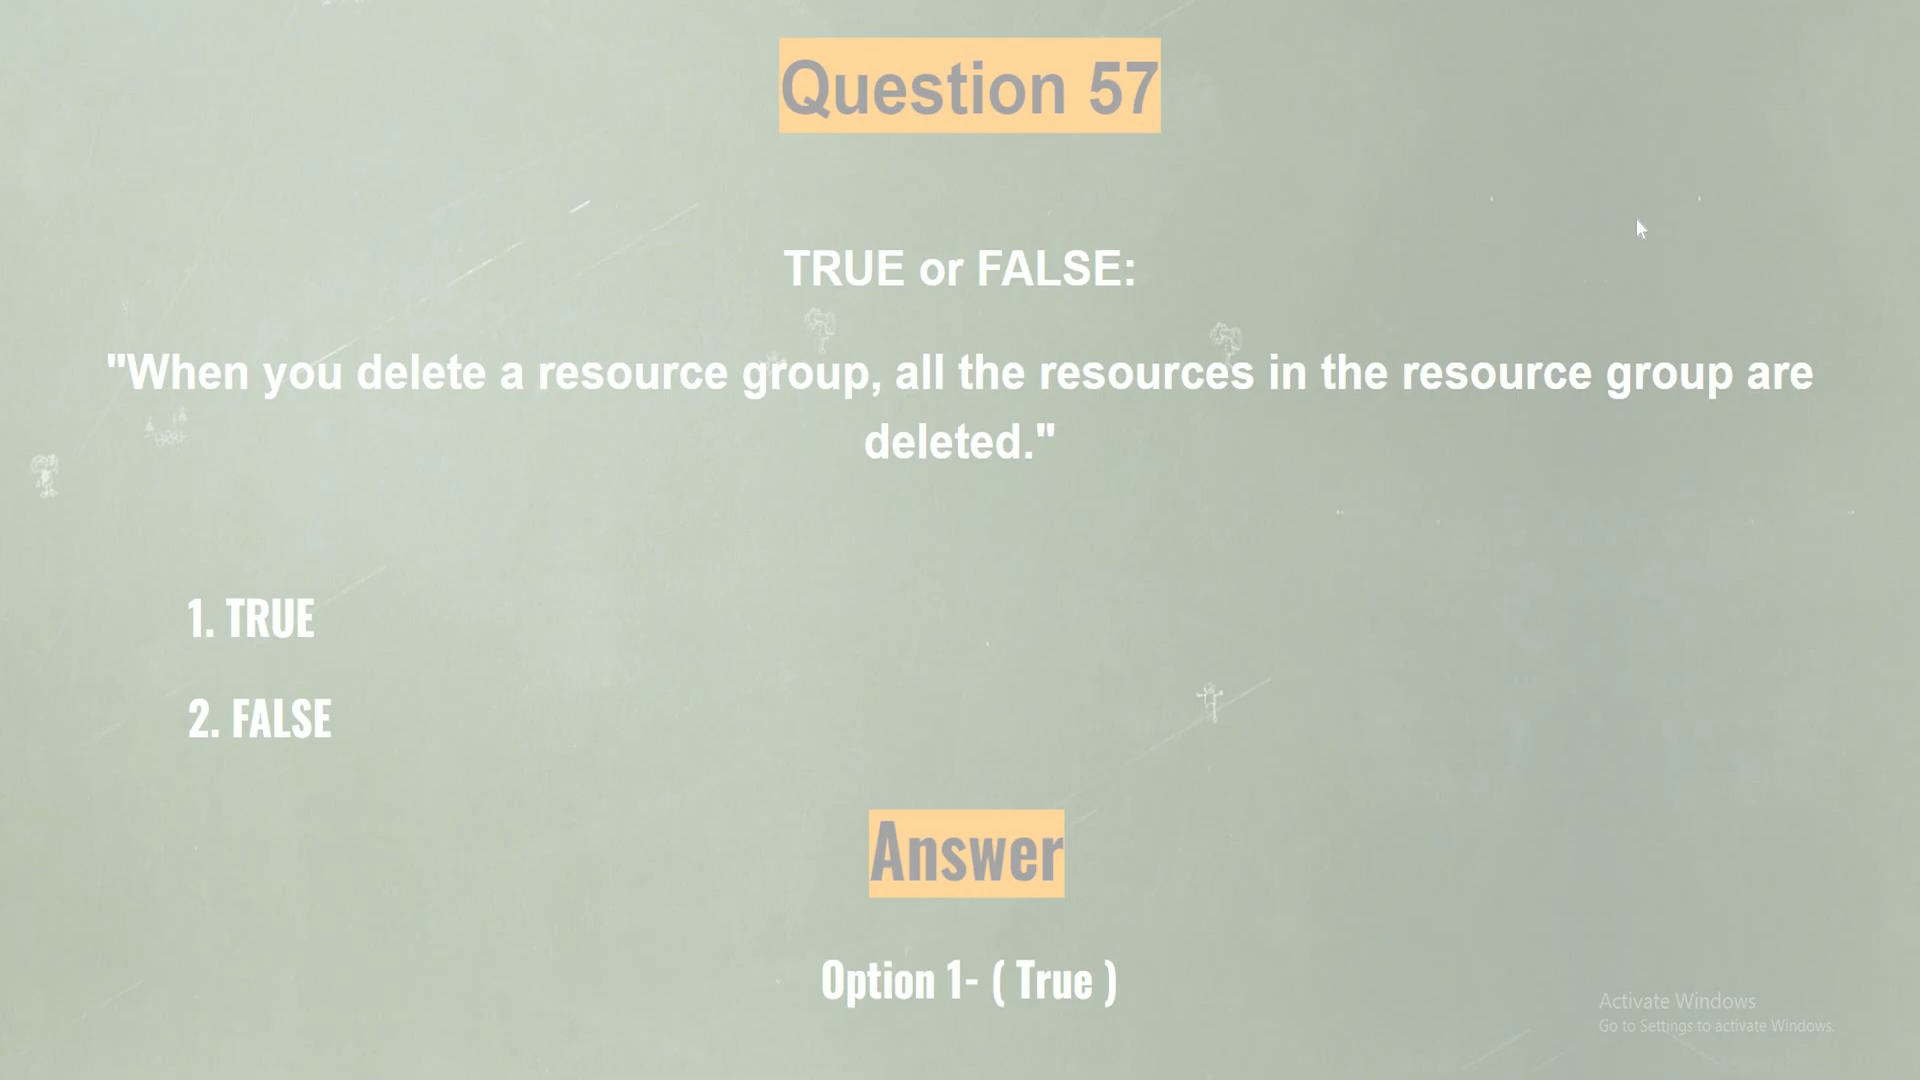 Question 57
TRUE or FALSE:
"When you delete a resource group, all the resources in the resource group are
deleted."
1. TRUE
2. FALSE
Answer
Option 1- ( True )
Activate Windows
Go to Settings to activate Windows.